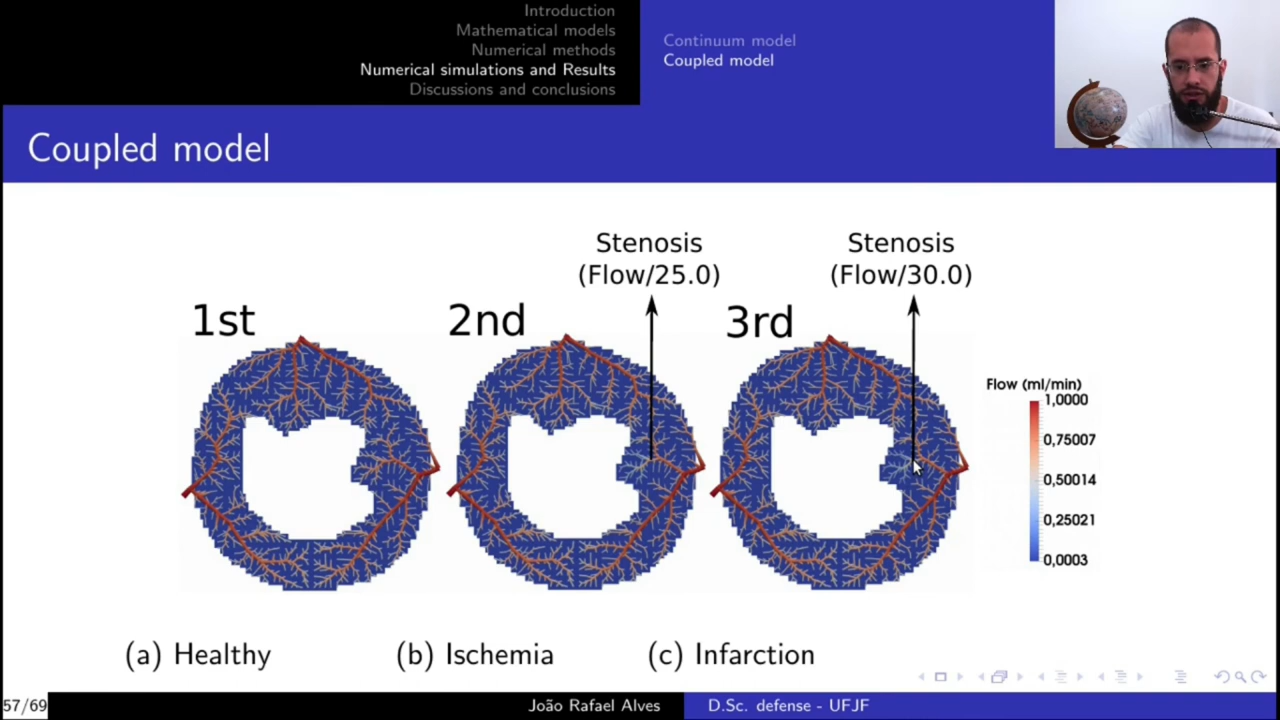 Introduction
Mathematical models
Numerical methods
Numerical simulations and Results
Discussions and conclusions
Continuum model
Coupled model
Coupled model
Stenosis
(Flow/25.0)
Stenosis
(Flow/30.0)
1st
2nd
3rd
Flow (ml/min)
1,0000
0,75007
0,50014
0,25021
0,0003
(a) Healthy
(b) Ischemia
(c) Infarction
57/69
João Rafael Alves
D.Sc. defense - UFJF